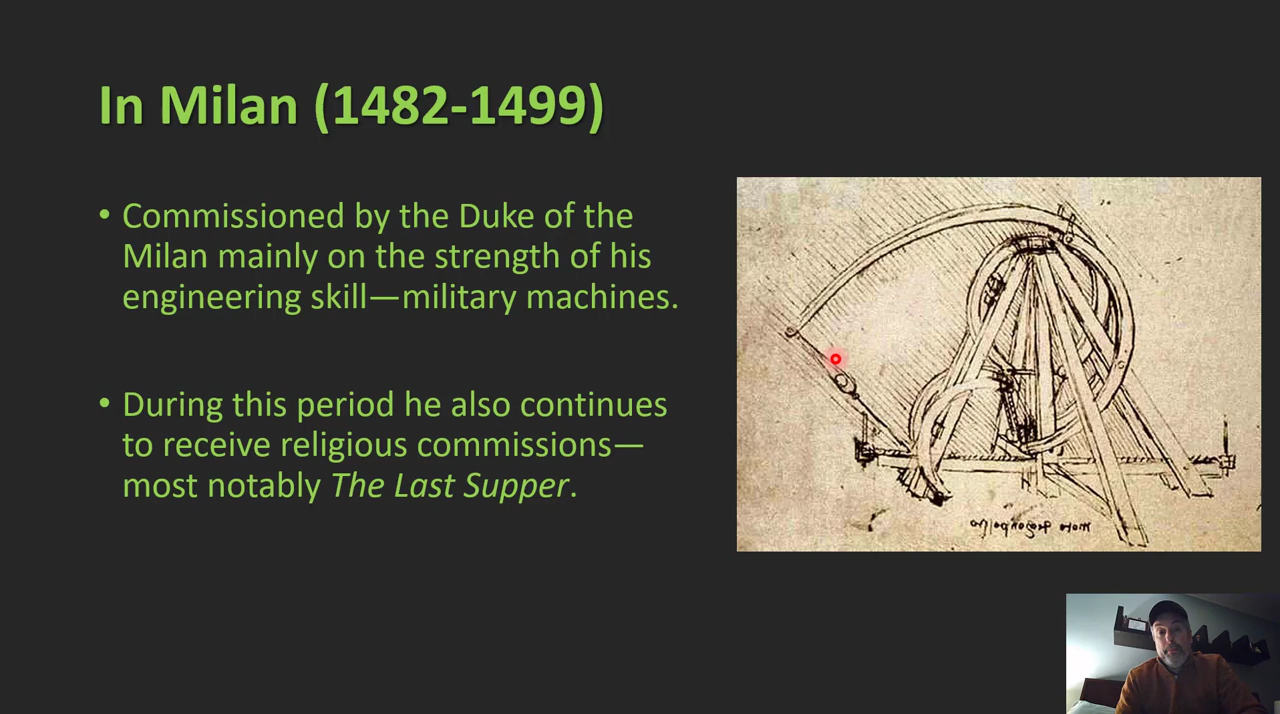 In Milan (1482-1499)
• Commissioned by the Duke of the
Milan mainly on the strength of his
engineering skill—military machines.
• During this period he also continues
to receive religious commissions—
most notably The Last Supper.